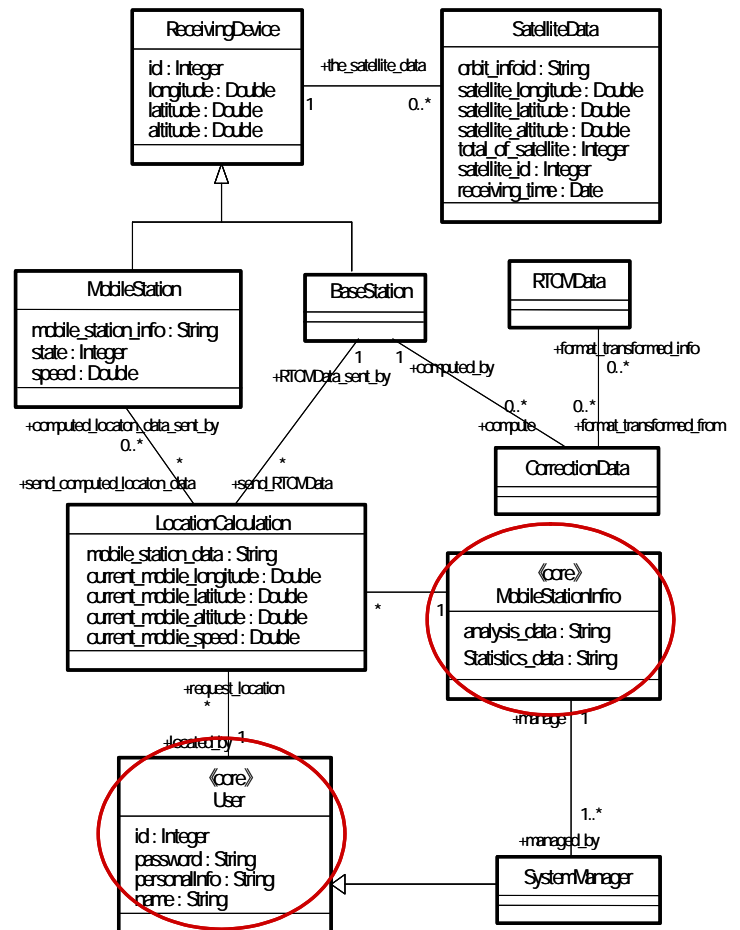 ReceivingDevice
id : Integer
longitude : Double
latitude : Double
altitude : Double
+the_satellite_data
1
0..*
SatelliteData
orbit_infoid : String
satellite_longitude : Double
satellite_latitude : Double
satellite_altitude : Double
total_of_satellite : Integer
satellite_id : Integer
receiving_time : Date
MobileStation
mobile_station_info : String
state : Integer
speed : Double
BaseStation
RTCMData
1
+RTCMData_sent_by
1
+computed_by
+format_transformed_info
0..*
+computed_locaton_data_sent_by
0..*
0..*
+compute
0..*
+format_transformed_from
*
+send_computed_locaton_data
*
+send_RTCMData
CorrectionData
LocationCalculation
mobile_station_data : String
current_mobile_longitude : Double
current_mobile_latitude : Double
current_mobile_altitude : Double
current_moblie_speed : Double
*
1
《core》
MobileStationInfro
analysis_data : String
Statistics_data : String
+request_location
*
+manage
1
+located_by
1
《core》
User
id : Integer
password : String
personalInfo : String
name : String
1..*
+managed_by
SystemManager